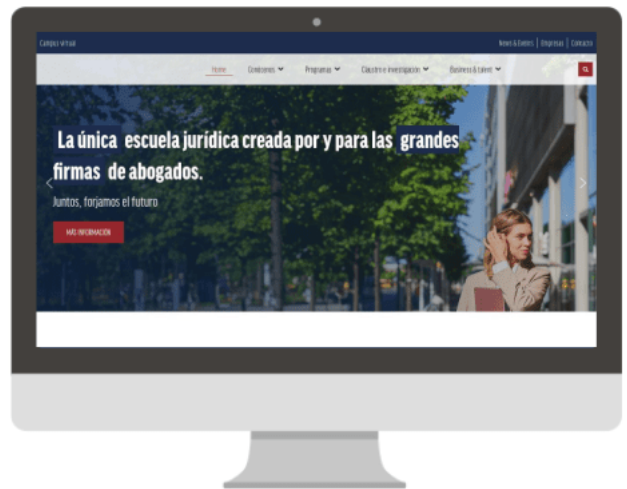 Campus virtual
News & Events | Empresas | Contacto
Home Conócenos Programas Claustro e investigación Business & talent
La única escuela jurídica creada por y para las grandes
firmas de abogados.
Juntos, forjamos el futuro
MÁS INFORMACIÓN